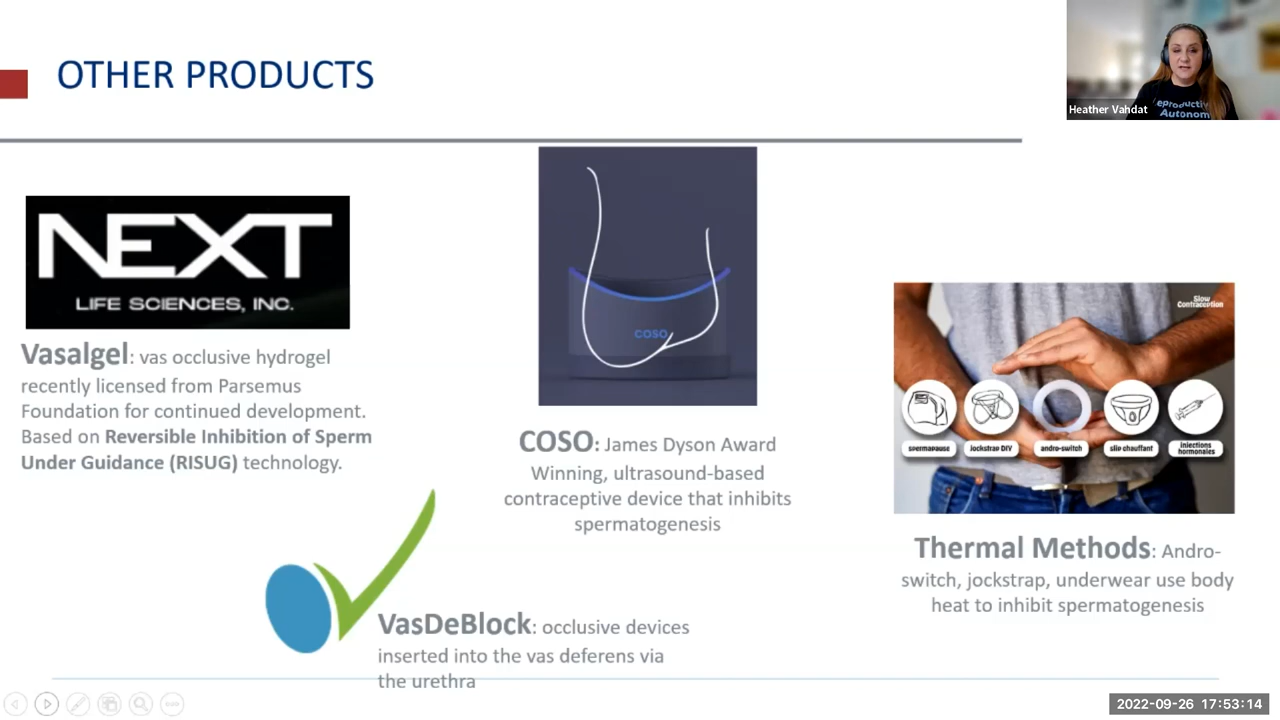 OTHER PRODUCTS
Heather Vahdat
eproductiv
Autonom
NEXT
LIFE SCIENCES, INC.
Vasalgel: vas occlusive hydrogel
recently licensed from Parsemus
Foundation for continued development.
Based on Reversible Inhibition of Sperm
Under Guidance (RISUG) technology.
COSO
COSO: James Dyson Award
Winning, ultrasound-based
contraceptive device that inhibits
spermatogenesis
Slow
Contraception
spermapause
jockstrap DIY
andro-switch
slip chauffant
injections
hormonales
Thermal Methods: Andro-
switch, jockstrap, underwear use body
heat to inhibit spermatogenesis
VasDeBlock: occlusive devices
inserted into the vas deferens via
the urethra
2022-09-26 17:53:14